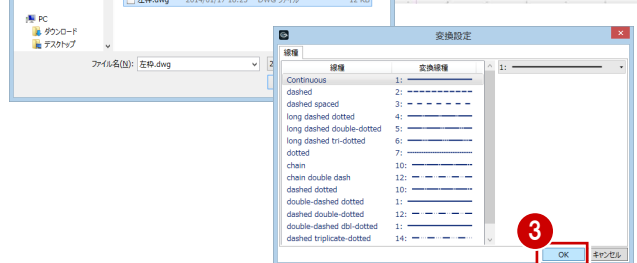 左枠.dwg 2014/01/17 10:25 DWG ファイル 12 KB
PC
ダウンロード
デスクトップ
ファイル名(N): 左枠.dwg
変換設定
線種
線種 変換線種
1:
Continuous 1:
dashed 2:
dashed spaced 3:
long dashed dotted 4:
long dashed double-dotted 5:
long dashed tri-dotted 6:
dotted 7:
chain 10:
chain double dash 12:
dashed dotted 10:
double-dashed dotted 1:
dashed double-dotted 12:
double-dashed dbl-dotted 1:
dashed triplicate-dotted 14:
3
OK キャンセル